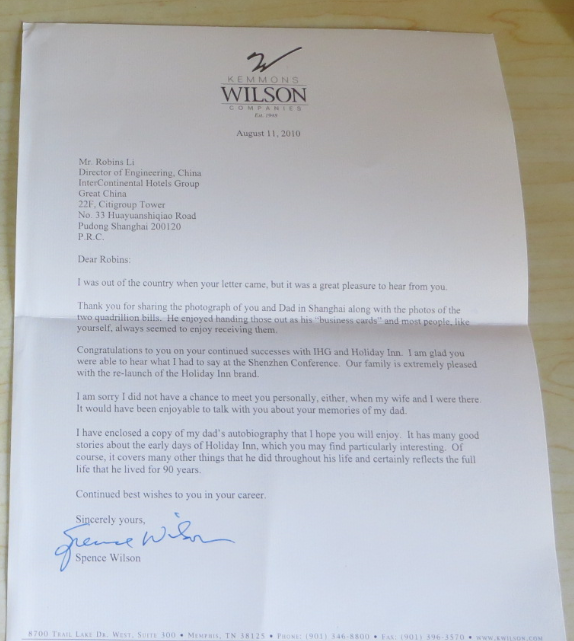 KEMMONS
WILSON
COMPANIES
Est. 1948
August 11, 2010
Mr. Robins Li
Director of Engineering, China
InterContinental Hotels Group
Great China
22F, Citigroup Tower
No. 33 Huayuanshiqiao Road
Pudong Shanghai 200120
P.R.C.
Dear Robins:
I was out of the country when your letter came, but it was a great pleasure to hear from you.
Thank you for sharing the photograph of you and Dad in Shanghai along with the photos of the
two quadrillion bills. He enjoyed handing those out as his "business cards" and most people, like
yourself, always seemed to enjoy receiving them.
Congratulations to you on your continued successes with IHG and Holiday Inn. I am glad you
were able to hear what I had to say at the Shenzhen Conference. Our family is extremely pleased
with the re-launch of the Holiday Inn brand.
I am sorry I did not have a chance to meet you personally, either, when my wife and I were there.
It would have been enjoyable to talk with you about your memories of my dad.
I have enclosed a copy of my dad's autobiography that I hope you will enjoy. It has many good
stories about the early days of Holiday Inn, which you may find particularly interesting. Of
course, it covers many other things that he did throughout his life and certainly reflects the full
life that he lived for 90 years.
Continued best wishes to you in your career.
Sincerely yours,
Spence Wilson
Spence Wilson
8700 TRAIL LAKE DR. WEST, SUITE 300 • MEMPHIS, TN 38125 • PHONE: (901) 346-8800 • FAX: (901) 396-3570 • WWW.KWILSON.COM